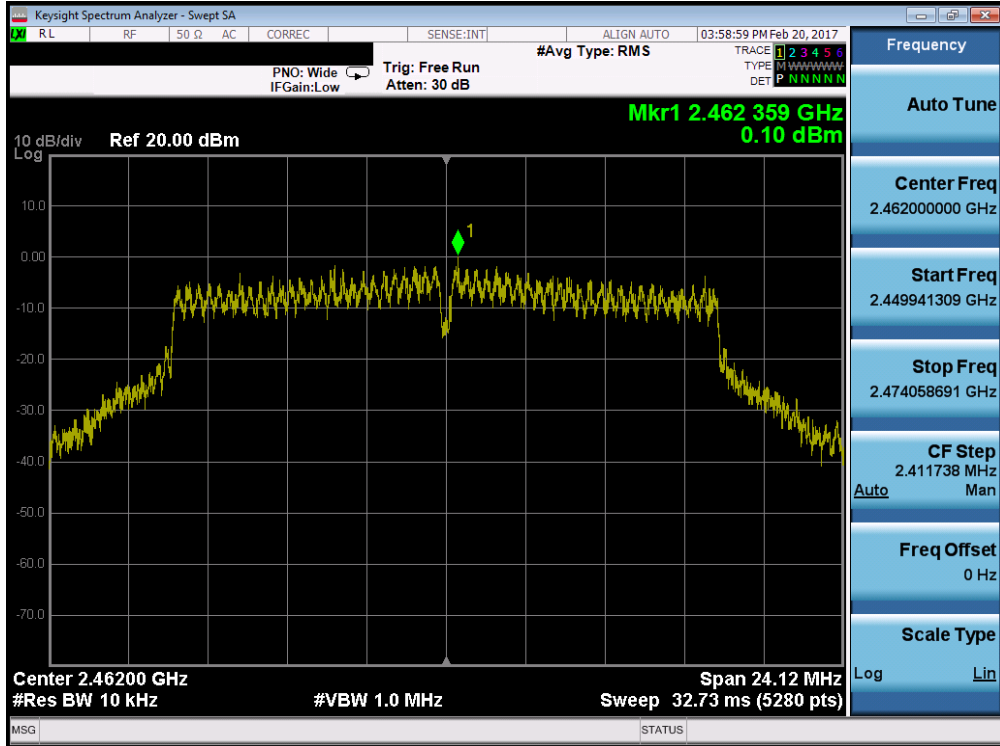 Keysight Spectrum Analyzer - Swept SA
LXI RL RF 50 Ω AC CORREC SENSE:INT ALIGN AUTO 03:58:59 PM Feb 20, 2017
#Avg Type: RMS
TRACE 1 2 3 4 5 6
TYPE M WWWWW
DET P N N N N N
PNO: Wide
IFGain:Low
Trig: Free Run
Atten: 30 dB
Mkr1 2.462 359 GHz
0.10 dBm
10 dB/div Ref 20.00 dBm
Log
10.0
0.00
-10.0
-20.0
-30.0
-40.0
-50.0
-60.0
-70.0
1
Center 2.46200 GHz Span 24.12 MHz
#Res BW 10 kHz #VBW 1.0 MHz Sweep 32.73 ms (5280 pts)
MSG STATUS
Frequency
Auto Tune
Center Freq
2.462000000 GHz
Start Freq
2.449941309 GHz
Stop Freq
2.474058691 GHz
CF Step
2.411738 MHz
Auto Man
Freq Offset
0 Hz
Scale Type
Log Lin